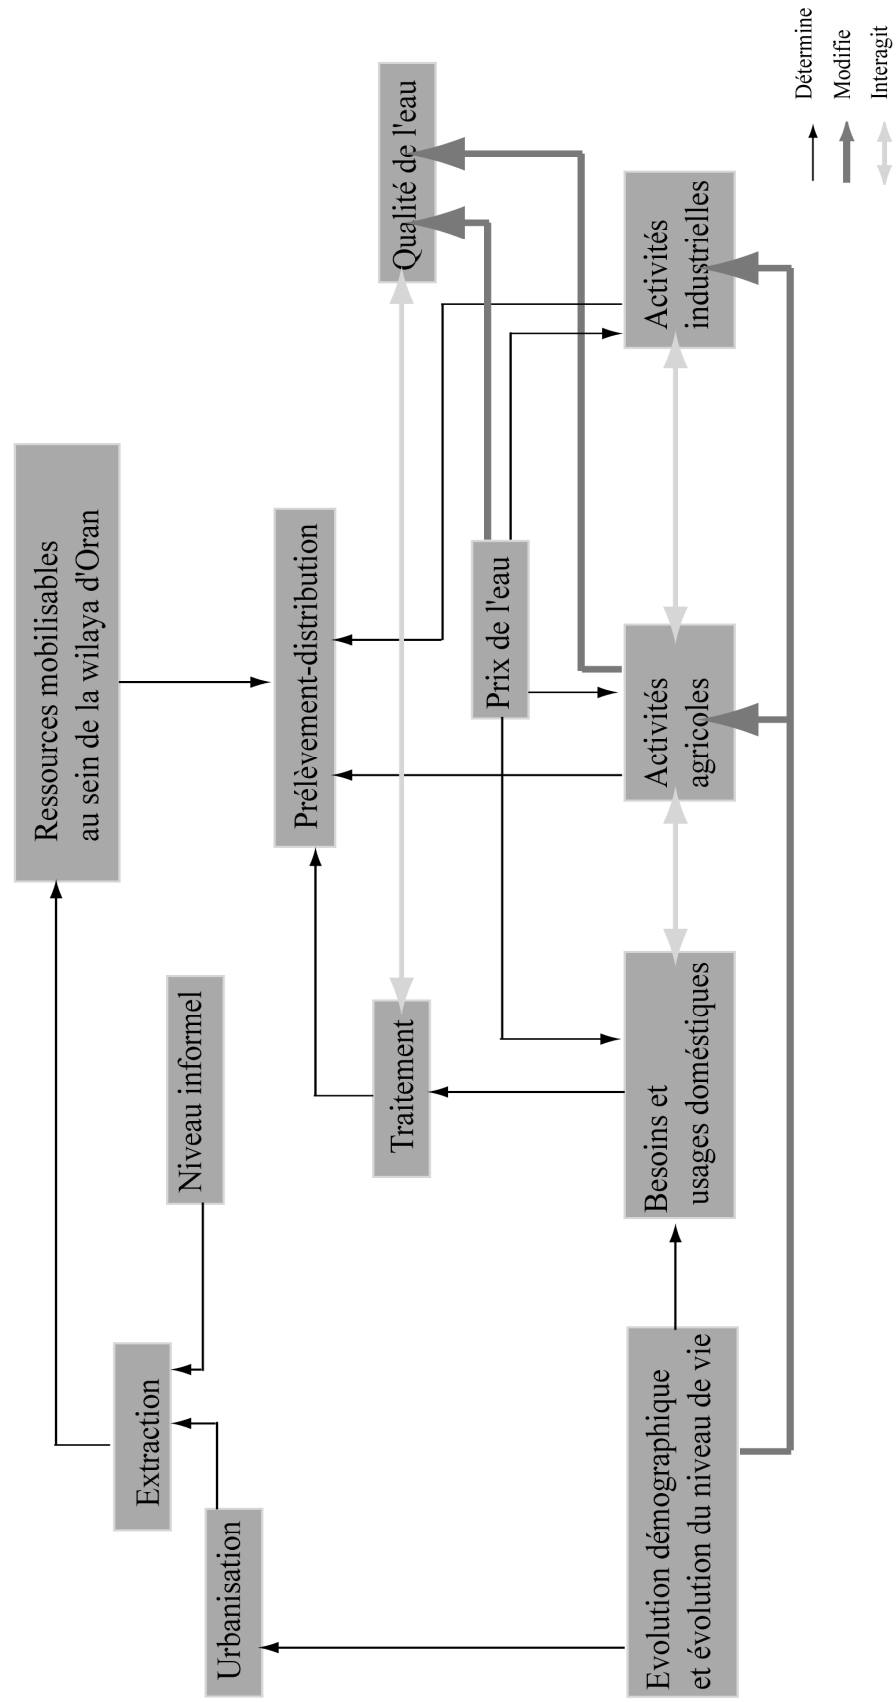 Ressources mobilisables
au sein de la wilaya d'Oran
Extraction
Niveau informel
Urbanisation
Prélèvement-distribution
Traitement
Qualité de l'eau
Prix de l'eau
Evolution démographique
et évolution du niveau de vie
Besoins et
usages doméstiques
Activités
agricoles
Activités
industrielles
Détermine
Modifie
Interagit